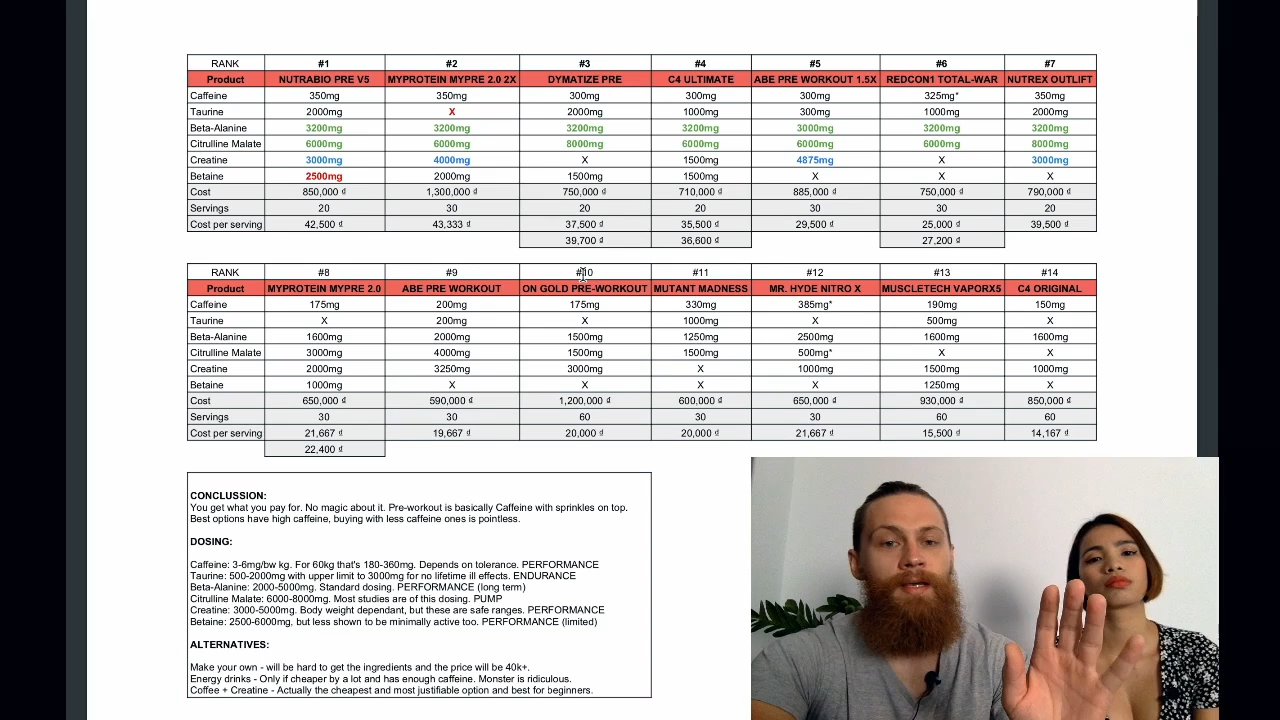 RANK #1 #2 #3 #4 #5 #6 #7
Product NUTRABIO PRE V5 MYPROTEIN MYPRE 2.0 2X DYMATIZE PRE C4 ULTIMATE ABE PRE WORKOUT 1.5X REDCON1 TOTAL-WAR NUTREX OUTLIFT
Caffeine 350mg 350mg 300mg 300mg 300mg 325mg* 350mg
Taurine 2000mg X 2000mg 1000mg 300mg 1000mg 2000mg
Beta-Alanine 3200mg 3200mg 3200mg 3200mg 3000mg 3200mg 3200mg
Citrulline Malate 6000mg 6000mg 8000mg 6000mg 6000mg 6000mg 8000mg
Creatine 3000mg 4000mg X 1500mg 4875mg X 3000mg
Betaine 2500mg 2000mg 1500mg 1500mg X X X
Cost 850,000 ₫ 1,300,000 ₫ 750,000 ₫ 710,000 ₫ 885,000 ₫ 750,000 ₫ 790,000 ₫
Servings 20 30 20 20 30 30 20
Cost per serving 42,500 ₫ 43,333 ₫ 37,500 ₫ 35,500 ₫ 29,500 ₫ 25,000 ₫ 39,500 ₫
39,700 ₫ 36,600 ₫ 27,200 ₫
RANK #8 #9 #10 #11 #12 #13 #14
Product MYPROTEIN MYPRE 2.0 ABE PRE WORKOUT ON GOLD PRE-WORKOUT MUTANT MADNESS MR. HYDE NITRO X MUSCLETECH VAPORX5 C4 ORIGINAL
Caffeine 175mg 200mg 175mg 330mg 385mg* 190mg 150mg
Taurine X 200mg X 1000mg X 500mg X
Beta-Alanine 1600mg 2000mg 1500mg 1250mg 2500mg 1600mg 1600mg
Citrulline Malate 3000mg 4000mg 1500mg 1500mg 500mg* X X
Creatine 2000mg 3250mg 3000mg X 1000mg 1500mg 1000mg
Betaine 1000mg X X X X 1250mg X
Cost 650,000 ₫ 590,000 ₫ 1,200,000 ₫ 600,000 ₫ 650,000 ₫ 930,000 ₫ 850,000 ₫
Servings 30 30 60 30 30 60 60
Cost per serving 21,667 ₫ 19,667 ₫ 20,000 ₫ 20,000 ₫ 21,667 ₫ 15,500 ₫ 14,167 ₫
22,400 ₫
CONCLUSSION:
You get what you pay for. No magic about it. Pre-workout is basically Caffeine with sprinkles on top.
Best options have high caffeine, buying with less caffeine ones is pointless.
DOSING:
Caffeine: 3-6mg/bw kg. For 60kg that's 180-360mg. Depends on tolerance. PERFORMANCE
Taurine: 500-2000mg with upper limit to 3000mg for no lifetime ill effects. ENDURANCE
Beta-Alanine: 2000-5000mg. Standard dosing. PERFORMANCE (long term)
Citrulline Malate: 6000-8000mg. Most studies are of this dosing. PUMP
Creatine: 3000-5000mg. Body weight dependant, but these are safe ranges. PERFORMANCE
Betaine: 2500-6000mg, but less shown to be minimally active too. PERFORMANCE (limited)
ALTERNATIVES:
Make your own - will be hard to get the ingredients and the price will be 40k+.
Energy drinks - Only if cheaper by a lot and has enough caffeine. Monster is ridiculous.
Coffee + Creatine - Actually the cheapest and most justifiable option and best for beginners.